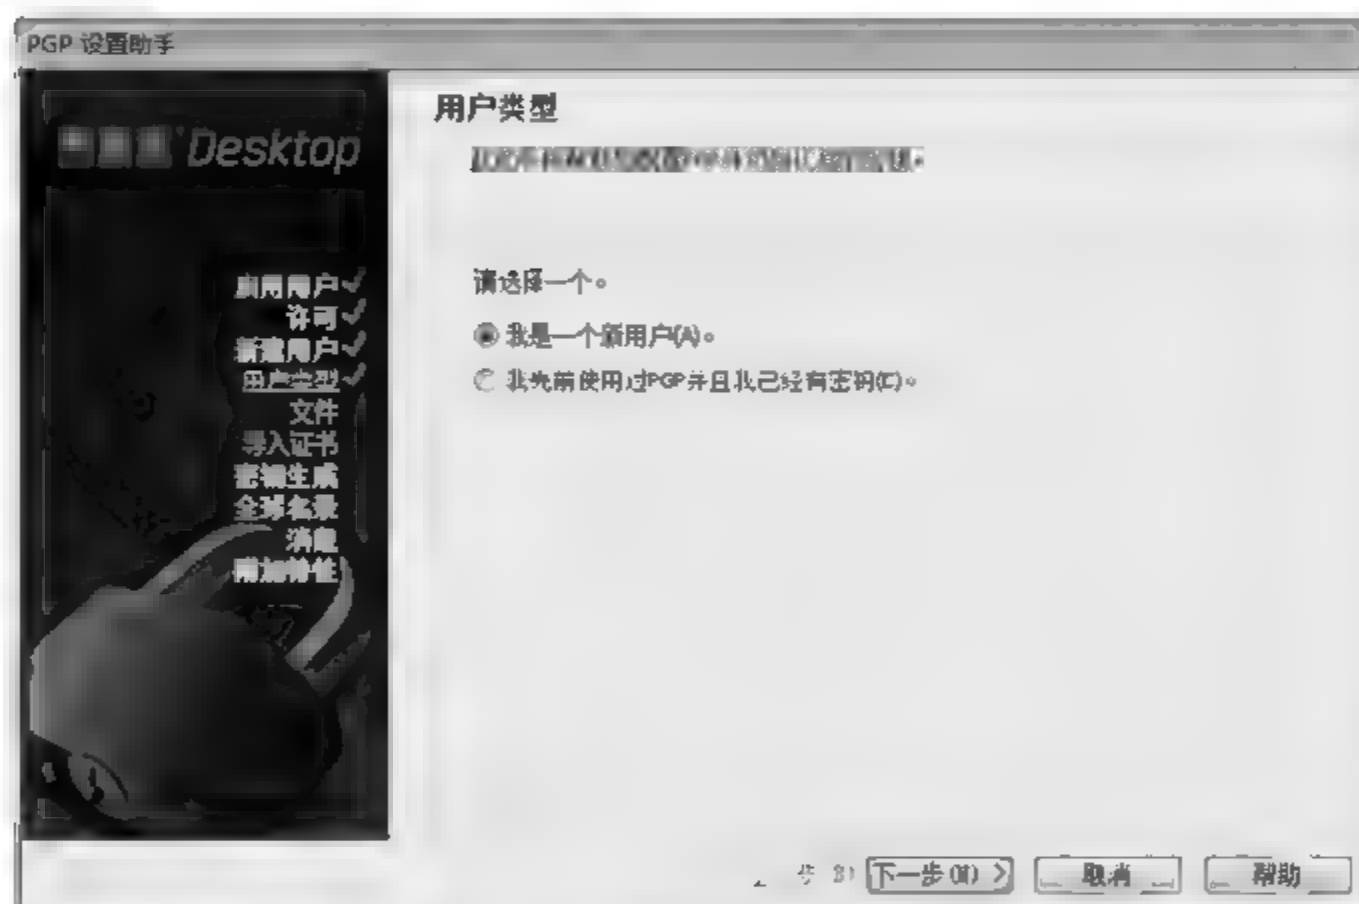 PGP 设置助手
Desktop
启用用户
许可
新建用户
用户类型
文件
导入证书
密钥生成
全球名录
消息
附加特性
用户类型
请选择一个。
我是一个新用户(A)。
我先前使用过PGP并且我已经有密钥(E)。
下一步(N) >
取消
帮助